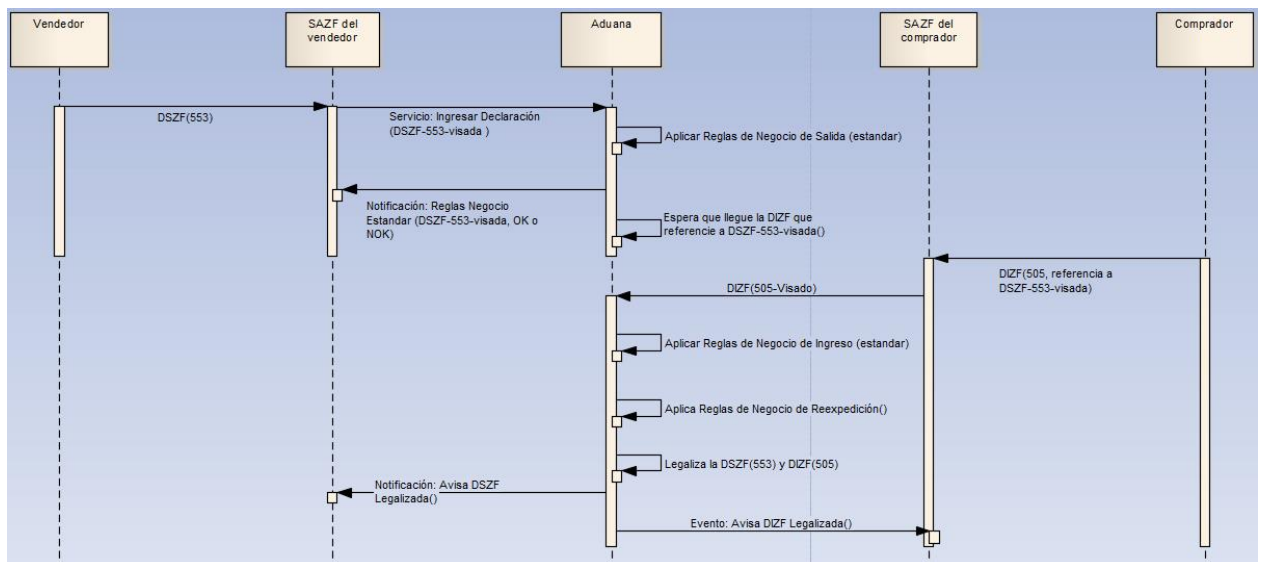 Vendedor
SAZF del
vendedor
Aduana
SAZF del
comprador
Comprador
DSZF(553)
Servicio: Ingresar Declaración
(DSZF-553-visada )
Aplicar Reglas de Negocio de Salida (estandar)
Notificación: Reglas Negocio
Estandar (DSZF-553-visada, OK o
NOK)
Espera que llegue la DIZF que
referencie a DSZF-553-visada()
DIZF(505, referencia a
DSZF-553-visada)
DIZF(505-Visado)
Aplicar Reglas de Negocio de Ingreso (estandar)
Aplica Reglas de Negocio de Reexpedición()
Legaliza la DSZF(553) y DIZF(505)
Notificación: Avisa DSZF
Legalizada()
Evento: Avisa DIZF Legalizada()